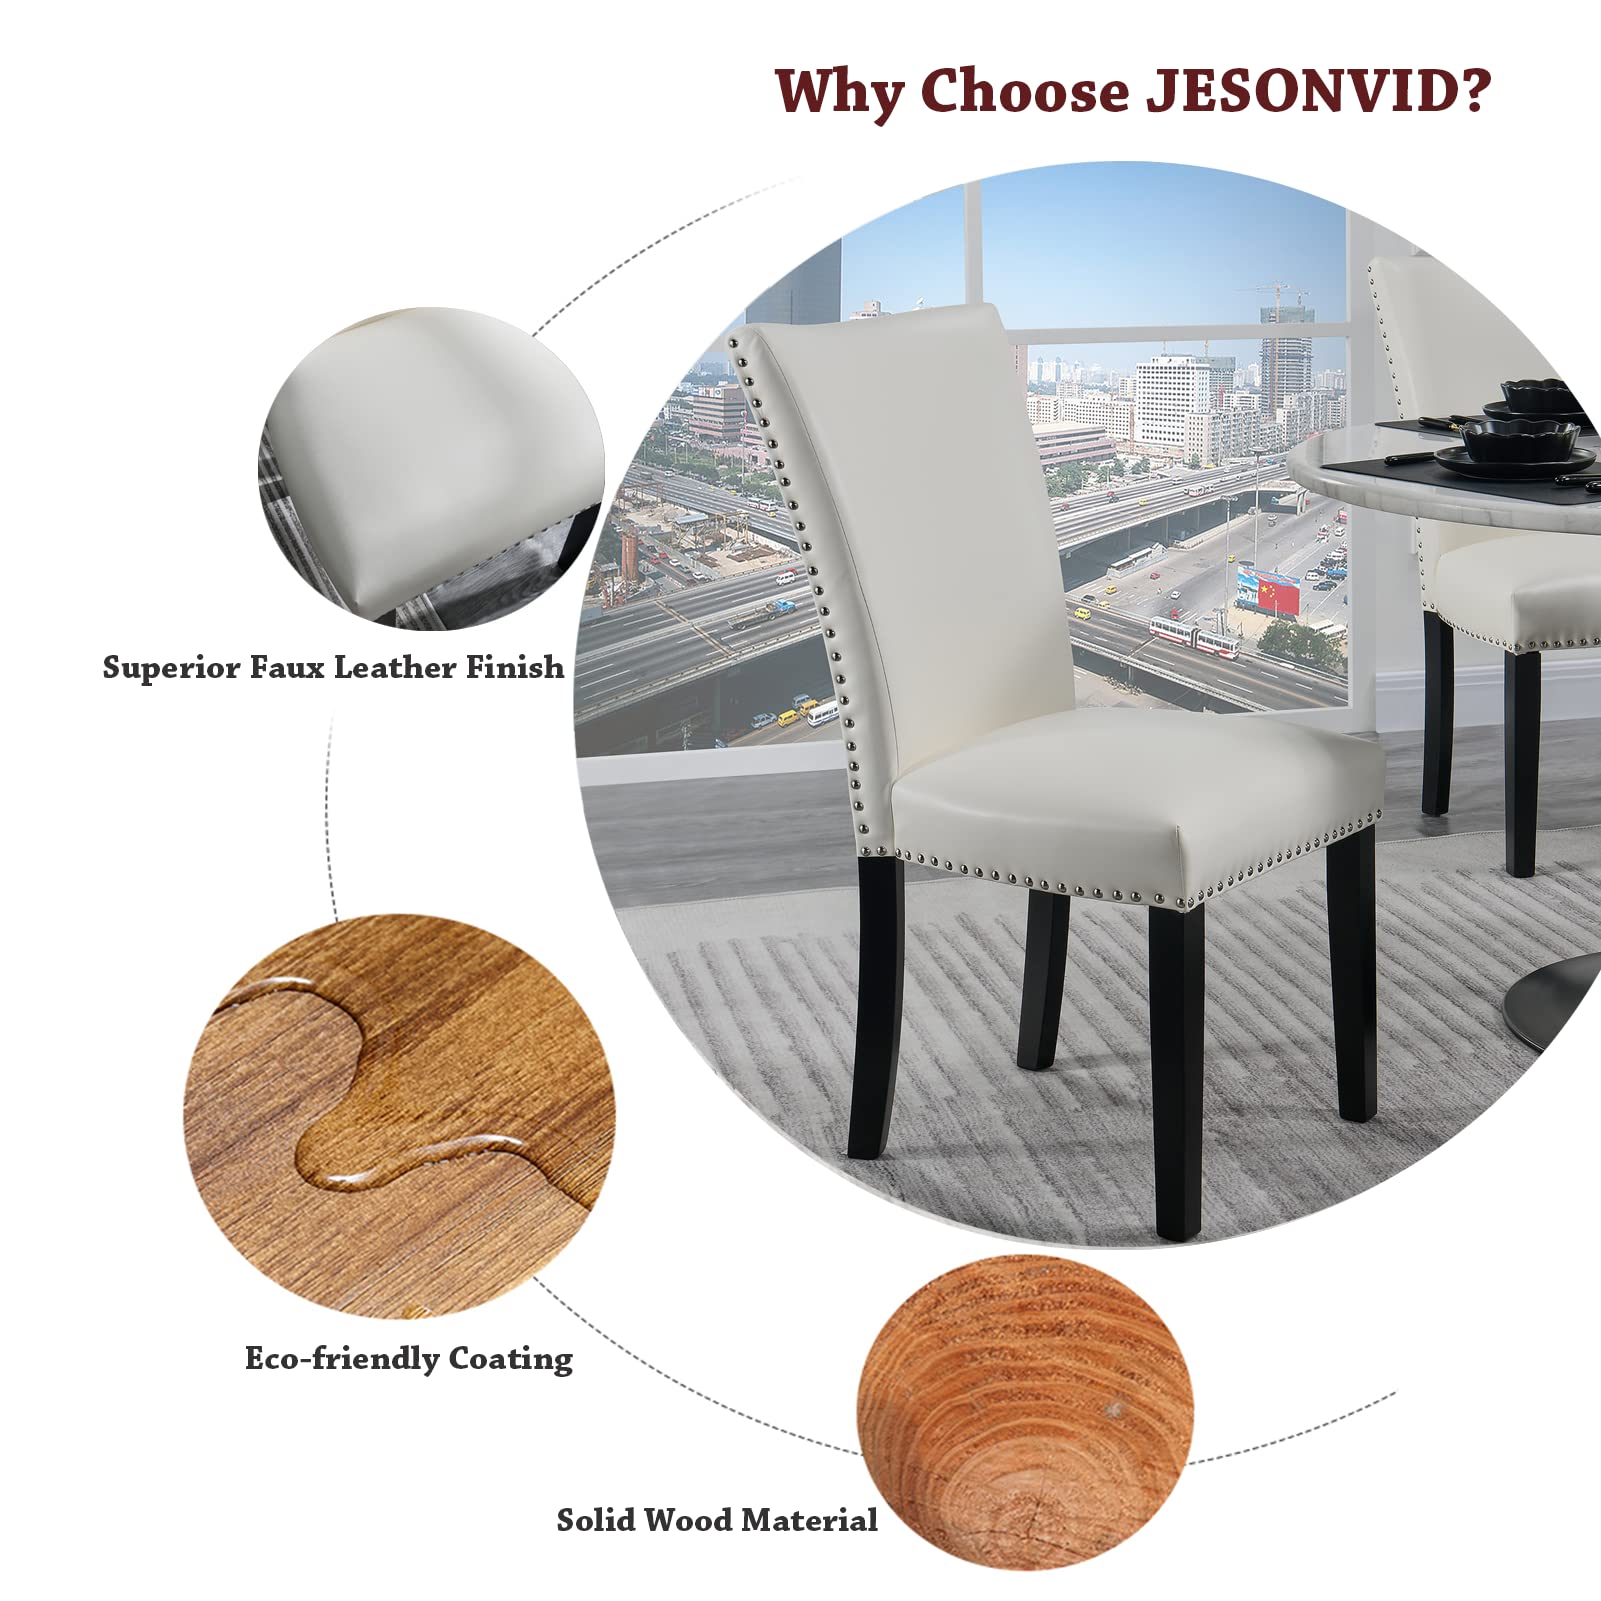 Why Choose JESONVID?
Superior Faux Leather Finish
Eco-friendly Coating
Solid Wood Material